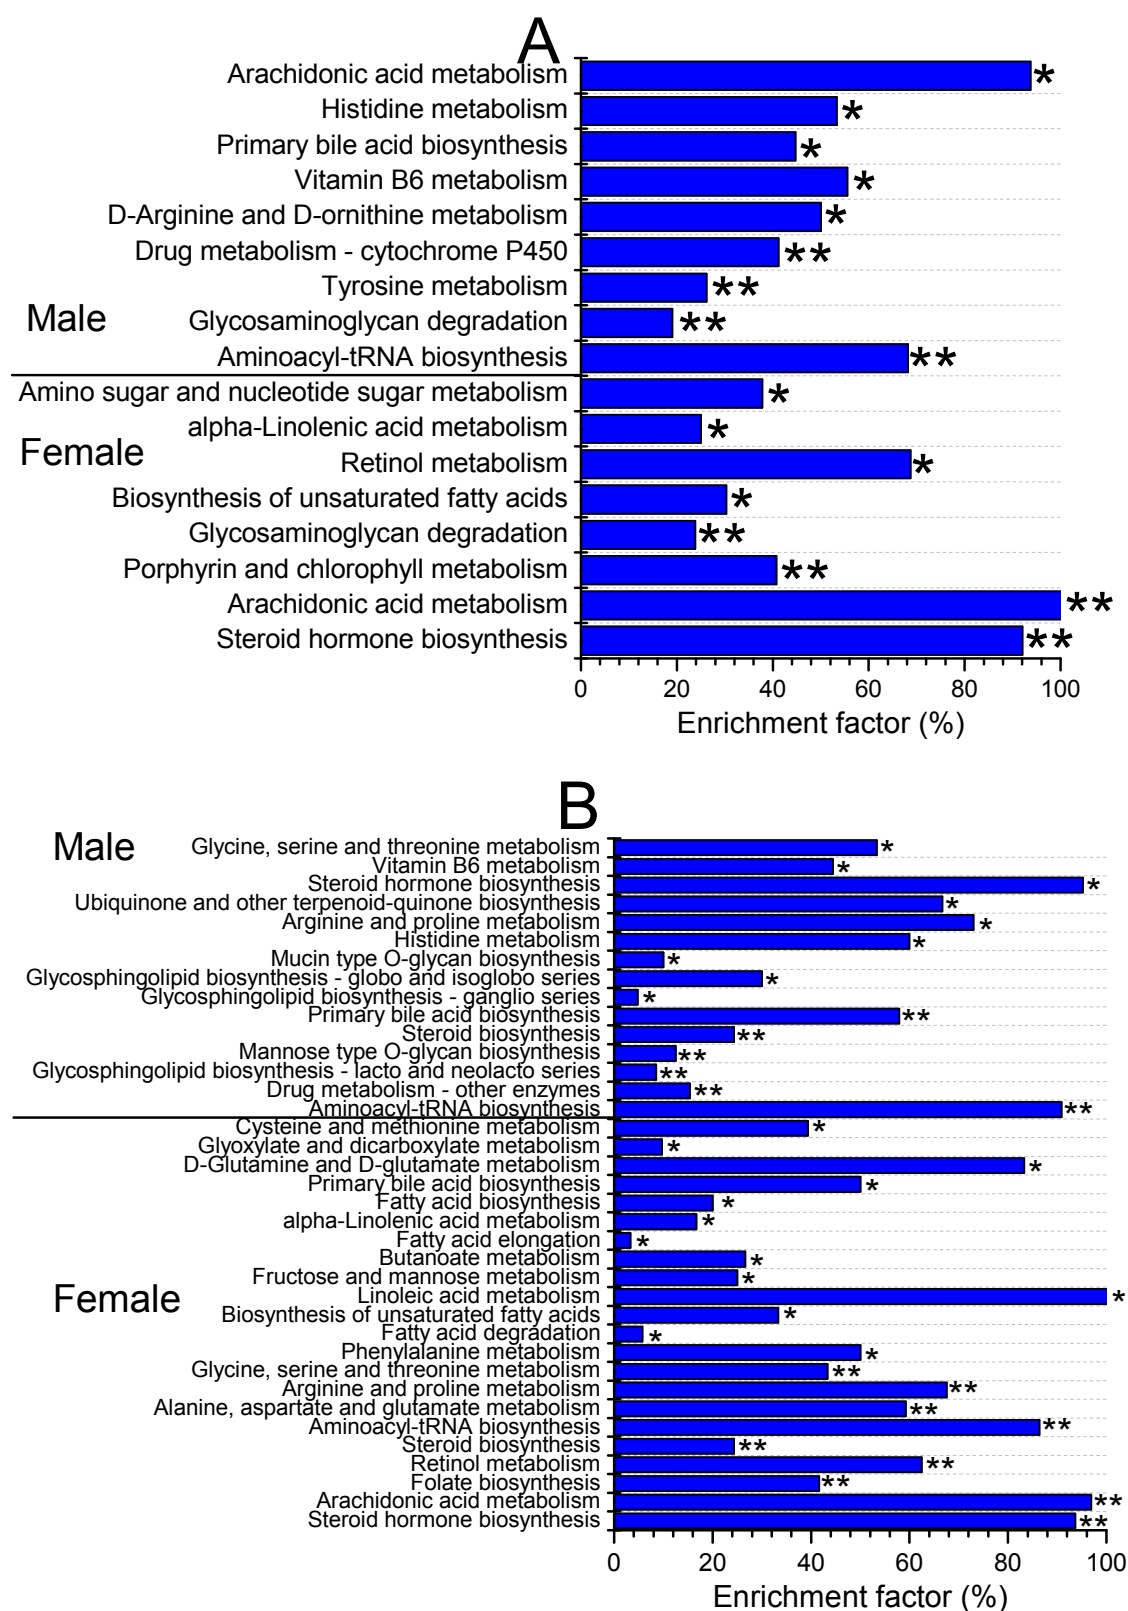 A
Arachidonic acid metabolism *
Histidine metabolism *
Primary bile acid biosynthesis *
Vitamin B6 metabolism *
D-Arginine and D-ornithine metabolism *
Drug metabolism - cytochrome P450 **
Tyrosine metabolism **
Male
Glycosaminoglycan degradation **
Aminoacyl-tRNA biosynthesis **
Amino sugar and nucleotide sugar metabolism *
alpha-Linolenic acid metabolism *
Female
Retinol metabolism *
Biosynthesis of unsaturated fatty acids *
Glycosaminoglycan degradation **
Porphyrin and chlorophyll metabolism **
Arachidonic acid metabolism **
Steroid hormone biosynthesis **
0 20 40 60 80 100
Enrichment factor (%)
B
Male
Glycine, serine and threonine metabolism *
Vitamin B6 metabolism *
Steroid hormone biosynthesis *
Ubiquinone and other terpenoid-quinone biosynthesis *
Arginine and proline metabolism *
Histidine metabolism *
Mucin type O-glycan biosynthesis *
Glycosphingolipid biosynthesis - globo and isoglobo series *
Glycosphingolipid biosynthesis - ganglio series *
Primary bile acid biosynthesis **
Steroid biosynthesis **
Mannose type O-glycan biosynthesis **
Glycosphingolipid biosynthesis - lacto and neolacto series **
Drug metabolism - other enzymes **
Aminoacyl-tRNA biosynthesis **
Cysteine and methionine metabolism *
Glyoxylate and dicarboxylate metabolism *
D-Glutamine and D-glutamate metabolism *
Primary bile acid biosynthesis *
Fatty acid biosynthesis *
alpha-Linolenic acid metabolism *
Fatty acid elongation *
Butanoate metabolism *
Fructose and mannose metabolism *
Female
Linoleic acid metabolism *
Biosynthesis of unsaturated fatty acids *
Fatty acid degradation *
Phenylalanine metabolism *
Glycine, serine and threonine metabolism **
Arginine and proline metabolism **
Alanine, aspartate and glutamate metabolism **
Aminoacyl-tRNA biosynthesis **
Steroid biosynthesis **
Retinol metabolism **
Folate biosynthesis **
Arachidonic acid metabolism **
Steroid hormone biosynthesis **
0 20 40 60 80 100
Enrichment factor (%)